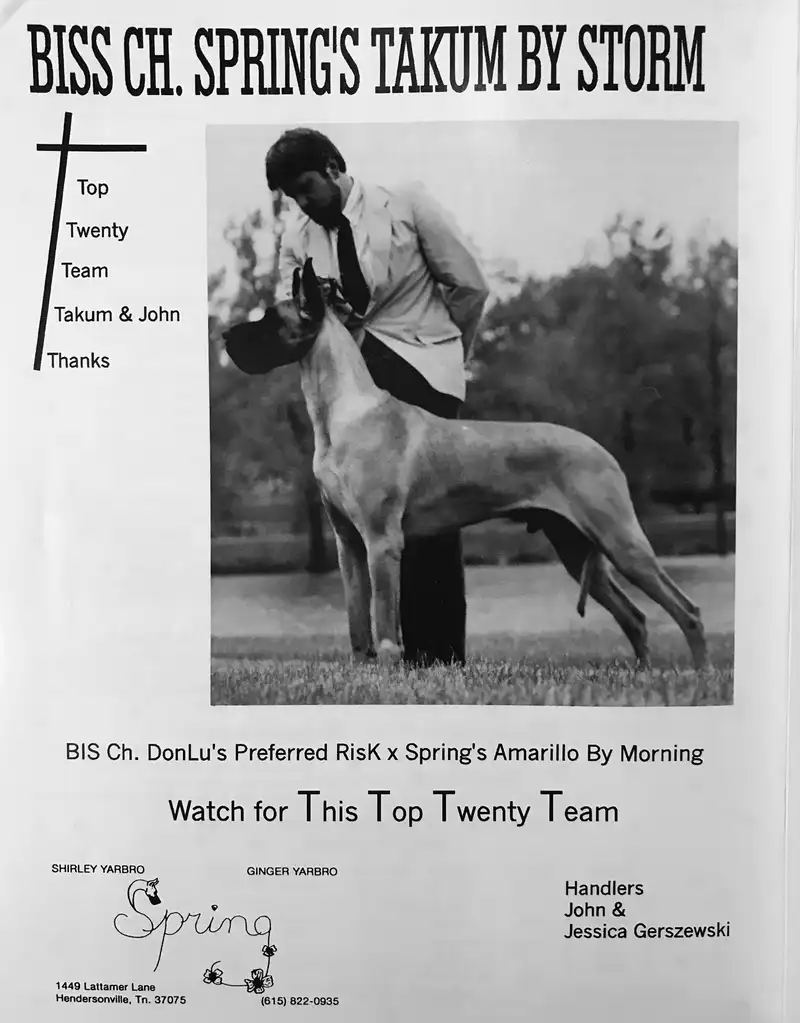 BISS CH. SPRING'S TAKUM BY STORM
Top
Twenty
Team
Takum & John
Thanks
BIS Ch. DonLu's Preferred RisK x Spring's Amarillo By Morning
Watch for This Top Twenty Team
SHIRLEY YARBRO
GINGER YARBRO
Spring
1449 Lattamer Lane
Hendersonville, Tn. 37075
(615) 822-0935
Handlers
John &
Jessica Gerszewski